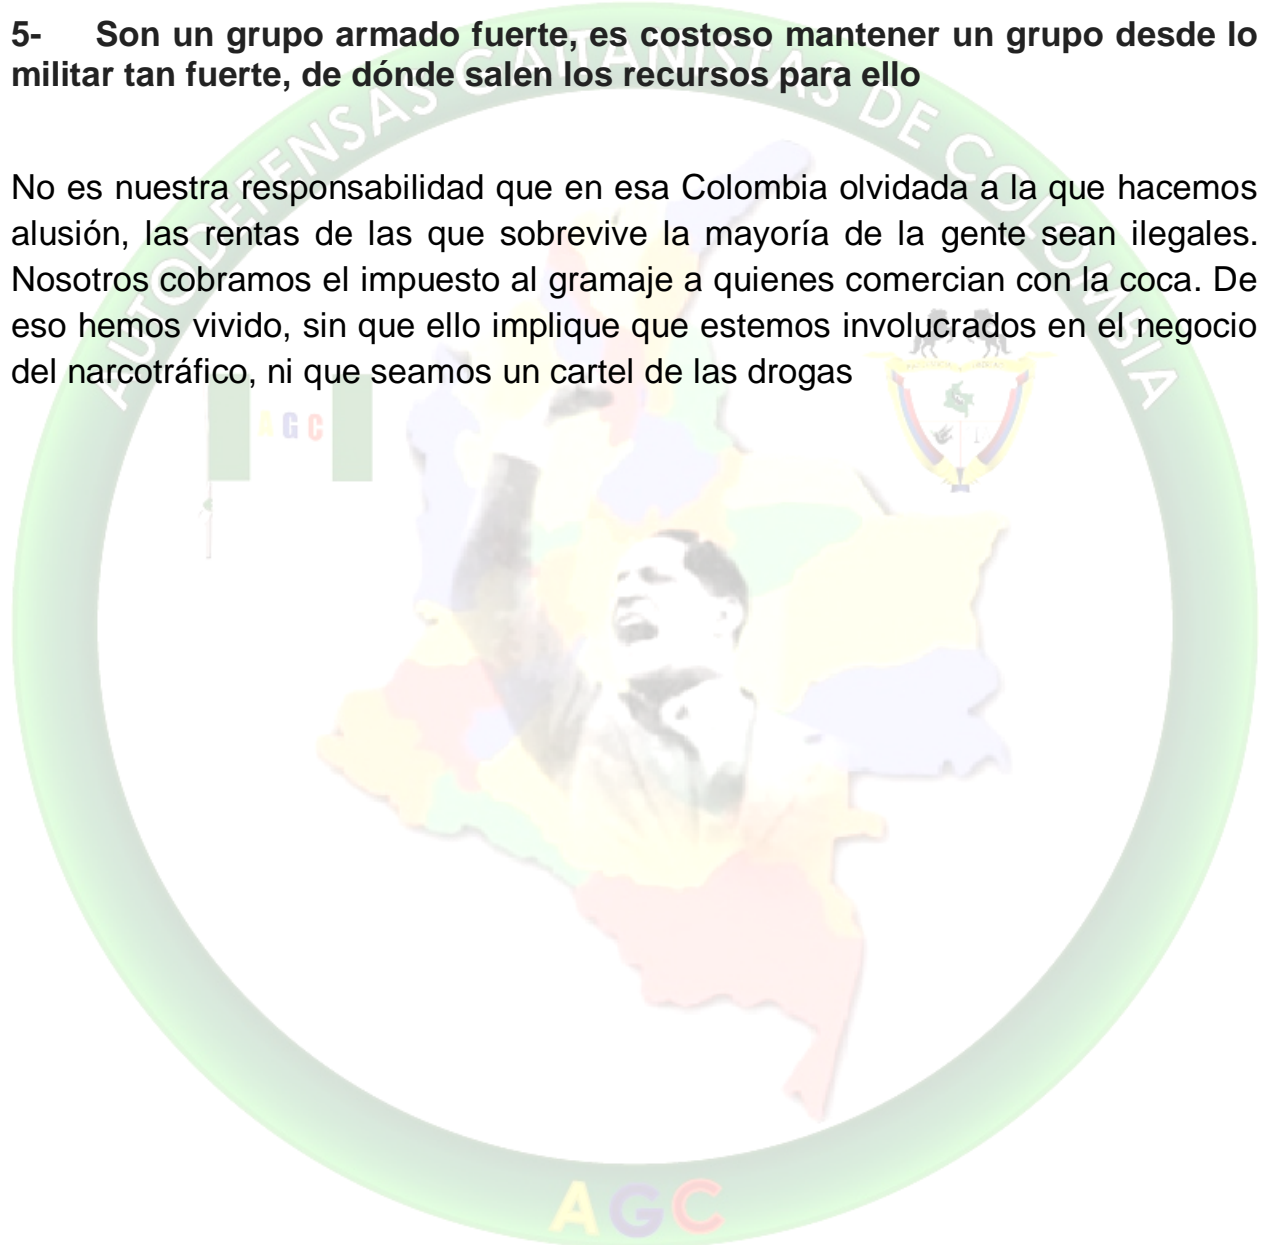 5- Son un grupo armado fuerte, es costoso mantener un grupo desde lo
militar tan fuerte, de dónde salen los recursos para ello
No es nuestra responsabilidad que en esa Colombia olvidada a la que hacemos
alusión, las rentas de las que sobrevive la mayoría de la gente sean ilegales.
Nosotros cobramos el impuesto al gramaje a quienes comercian con la coca. De
eso hemos vivido, sin que ello implique que estemos involucrados en el negocio
del narcotráfico, ni que seamos un cartel de las drogas
AUTODEFENSAS GAITANISTAS DE COLOMBIA
AGC
AGC